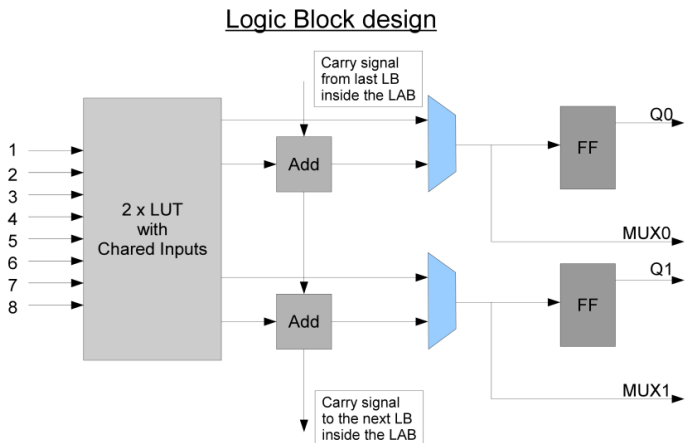 Logic Block design
Carry signal
from last LB
inside the LAB
1
2
3
4
5
6
7
8
2 x LUT
with
Chared Inputs
Add
FF
Q0
MUX0
Add
FF
Q1
MUX1
Carry signal
to the next LB
inside the LAB